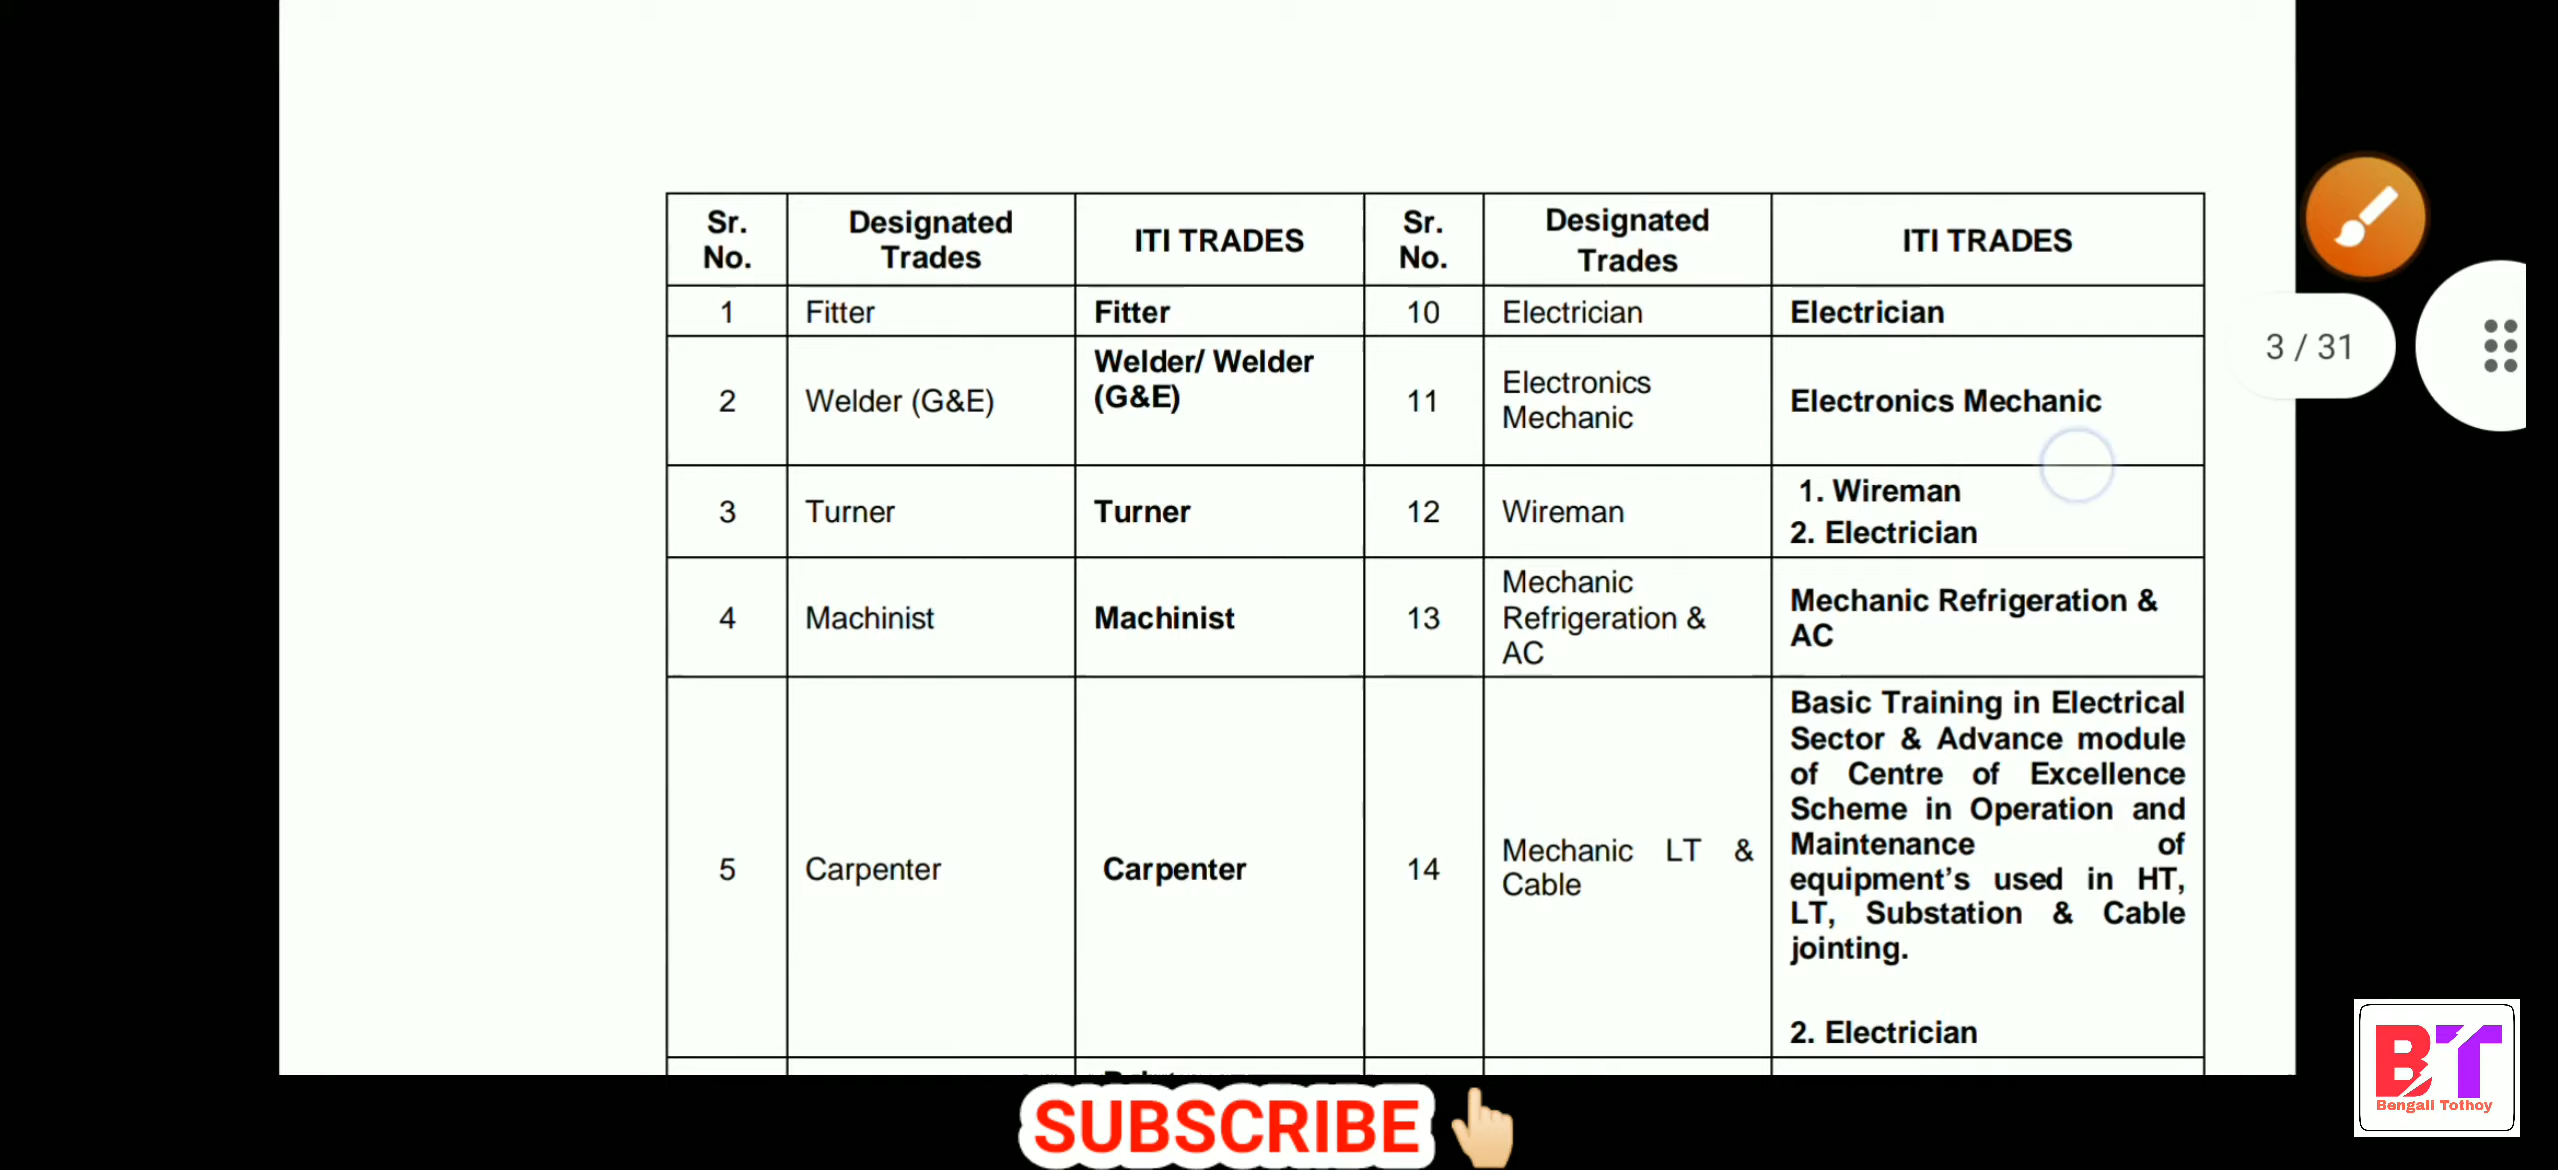 Sr.
No.
Designated
Trades
ITI TRADES
Sr.
No.
Designated
Trades
ITI TRADES
1
Fitter
Fitter
10
Electrician
Electrician
2
Welder (G&E)
Welder/ Welder
(G&E)
11
Electronics
Mechanic
Electronics Mechanic
3
Turner
Turner
12
Wireman
1. Wireman
2. Electrician
4
Machinist
Machinist
13
Mechanic
Refrigeration &
AC
Mechanic Refrigeration &
AC
5
Carpenter
Carpenter
14
Mechanic LT &
Cable
Basic Training in Electrical
Sector & Advance module
of Centre of Excellence
Scheme in Operation and
Maintenance of
equipment’s used in HT,
LT, Substation & Cable
jointing.
2. Electrician
3 / 31
SUBSCRIBE
BT
Bengali Tothoy